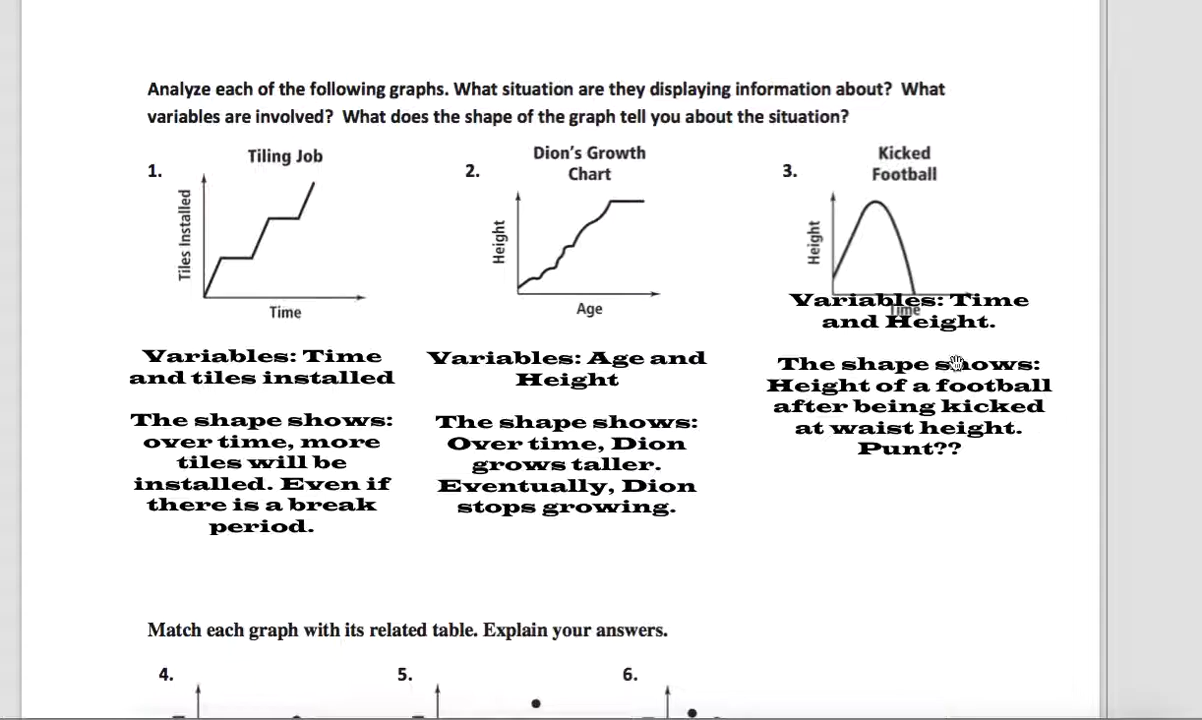 Analyze each of the following graphs. What situation are they displaying information about? What
variables are involved? What does the shape of the graph tell you about the situation?
1.
Tiling Job
Tiles Installed
Time
Variables: Time
and tiles installed
The shape shows:
over time, more
tiles will be
installed. Even if
there is a break
period.
2.
Dion's Growth
Chart
Height
Age
Variables: Age and
Height
The shape shows:
Over time, Dion
grows taller.
Eventually, Dion
stops growing.
3.
Kicked
Football
Height
Time
Variables: Time
and Height.
The shape shows:
Height of a football
after being kicked
at waist height.
Punt??
Match each graph with its related table. Explain your answers.
4.
5.
6.